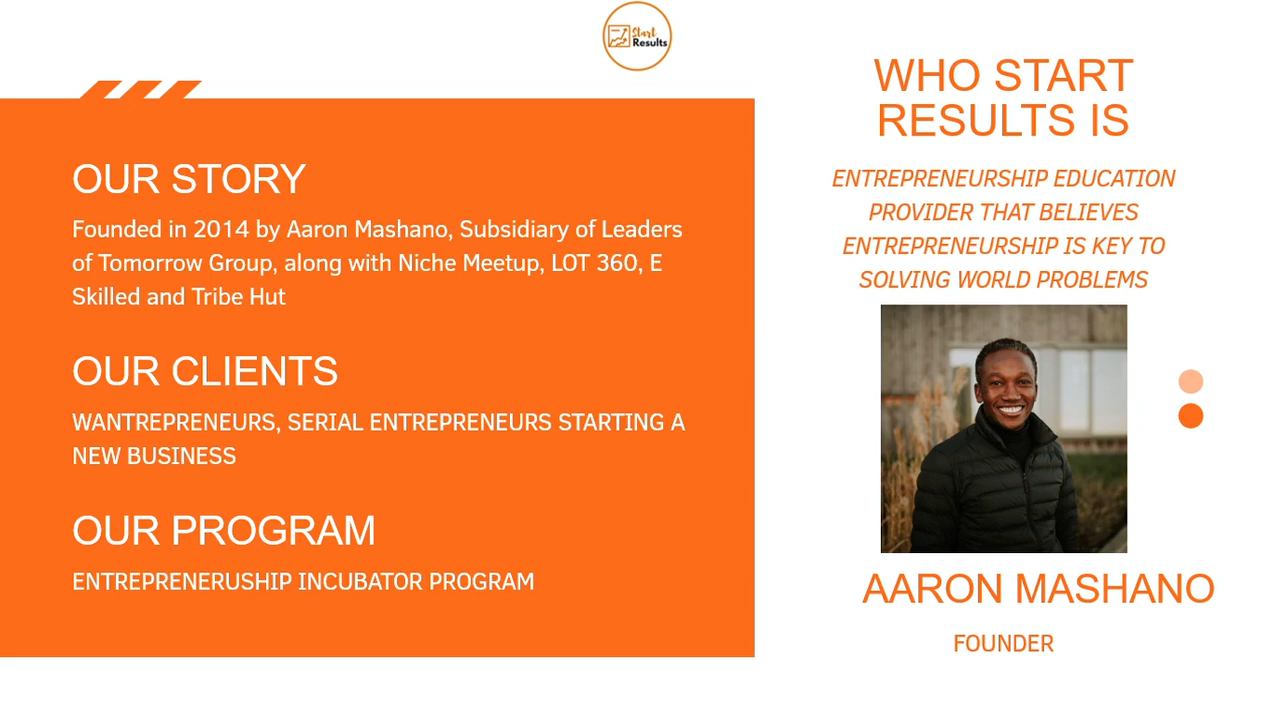 Start
Results
OUR STORY
Founded in 2014 by Aaron Mashano, Subsidiary of Leaders
of Tomorrow Group, along with Niche Meetup, LOT 360, E
Skilled and Tribe Hut
OUR CLIENTS
WANTREPRENEURS, SERIAL ENTREPRENEURS STARTING A
NEW BUSINESS
OUR PROGRAM
ENTREPRENERUSHIP INCUBATOR PROGRAM
WHO START
RESULTS IS
ENTREPRENEURSHIP EDUCATION
PROVIDER THAT BELIEVES
ENTREPRENEURSHIP IS KEY TO
SOLVING WORLD PROBLEMS
AARON MASHANO
FOUNDER